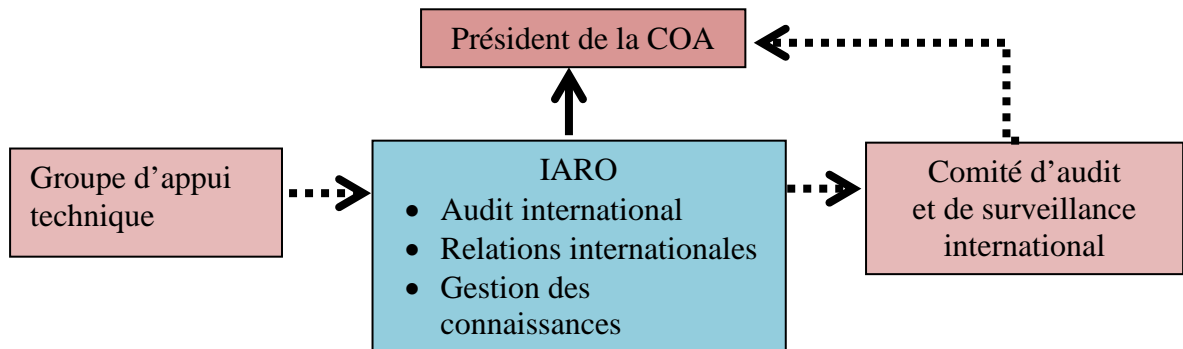 Président de la COA
Groupe d’appui
technique
IARO
• Audit international
• Relations internationales
• Gestion des
connaissances
Comité d’audit
et de surveillance
international